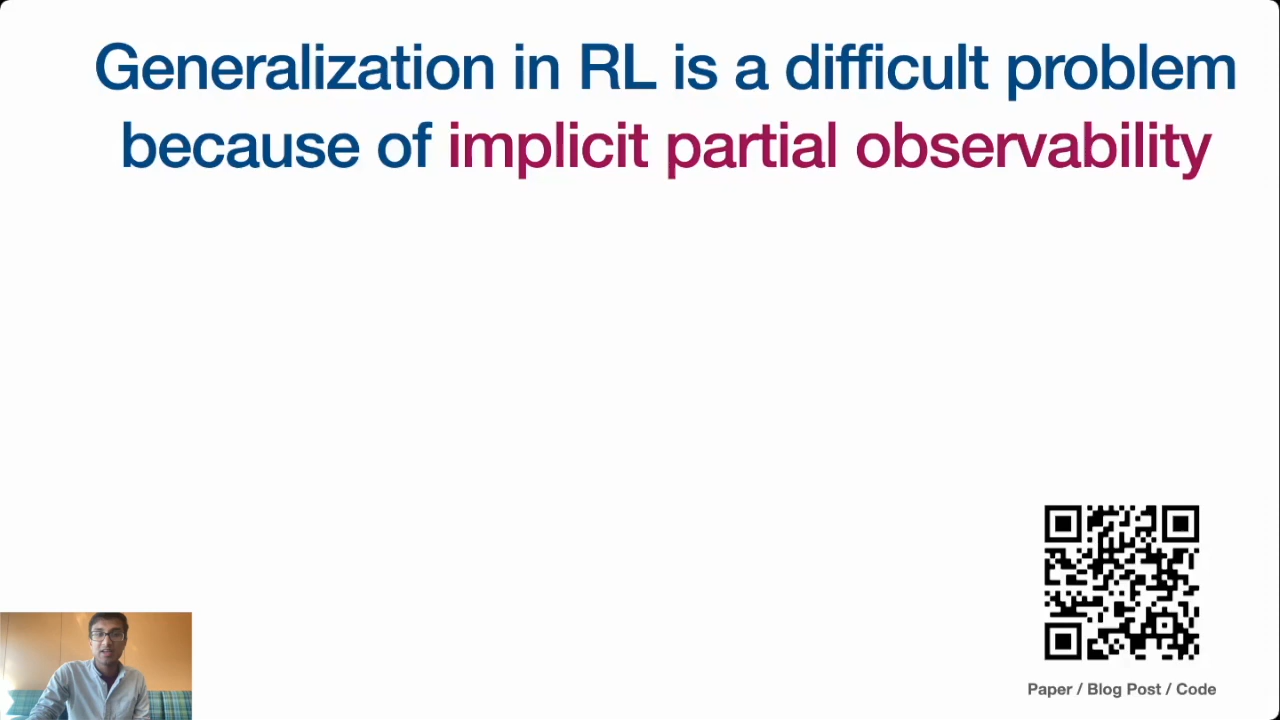 Generalization in RL is a difficult problem
because of implicit partial observability
Paper / Blog Post / Code